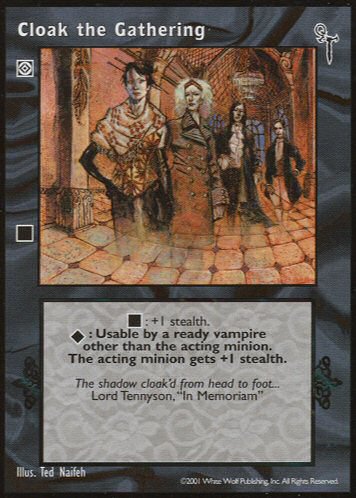 Cloak the Gathering
: +1 stealth.
: Usable by a ready vampire
other than the acting minion.
The acting minion gets +1 stealth.
The shadow cloak'd from head to foot...
Lord Tennyson, "In Memoriam"
Illus. Ted Naifeh
©2001 White Wolf Publishing, Inc. All Rights Reserved.